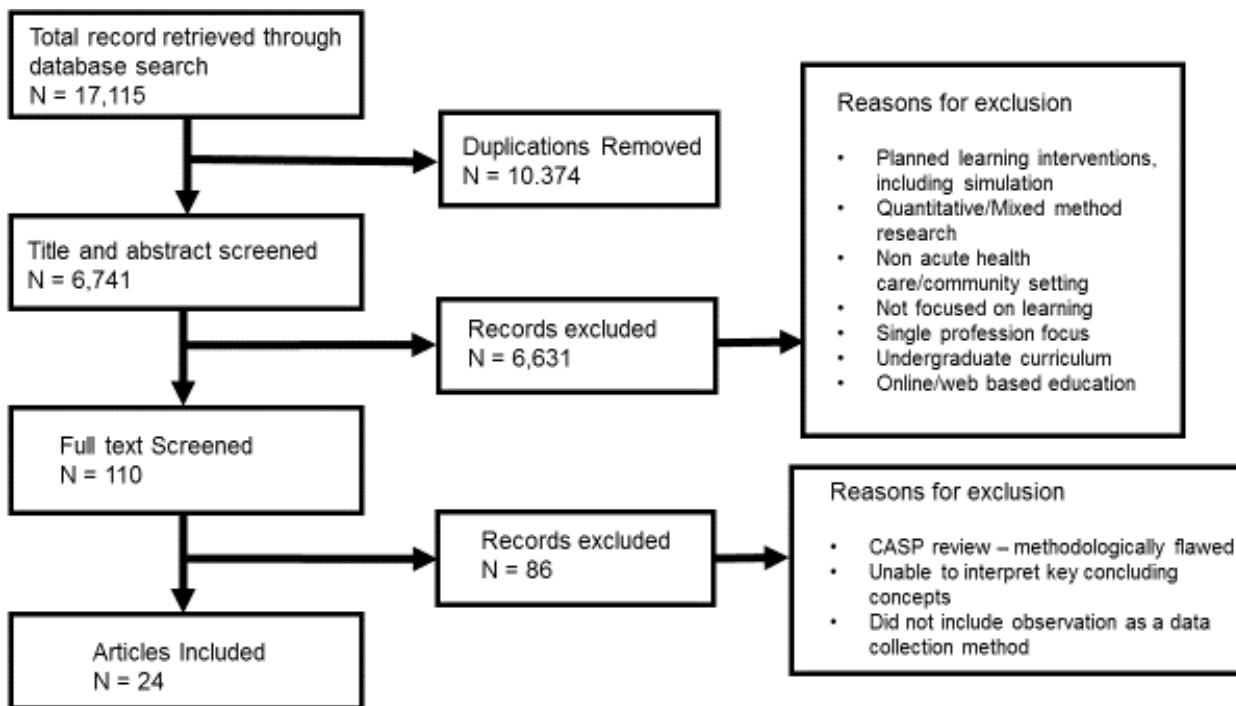 Total record retrieved through
database search
N = 17,115
Duplications Removed
N = 10.374
Title and abstract screened
N = 6,741
Records excluded
N = 6,631
Reasons for exclusion
• Planned learning interventions,
including simulation
• Quantitative/Mixed method
research
• Non acute health
care/community setting
• Not focused on learning
• Single profession focus
• Undergraduate curriculum
• Online/web based education
Full text Screened
N = 110
Records excluded
N = 86
Reasons for exclusion
• CASP review – methodologically flawed
• Unable to interpret key concluding
concepts
• Did not include observation as a data
collection method
Articles Included
N = 24